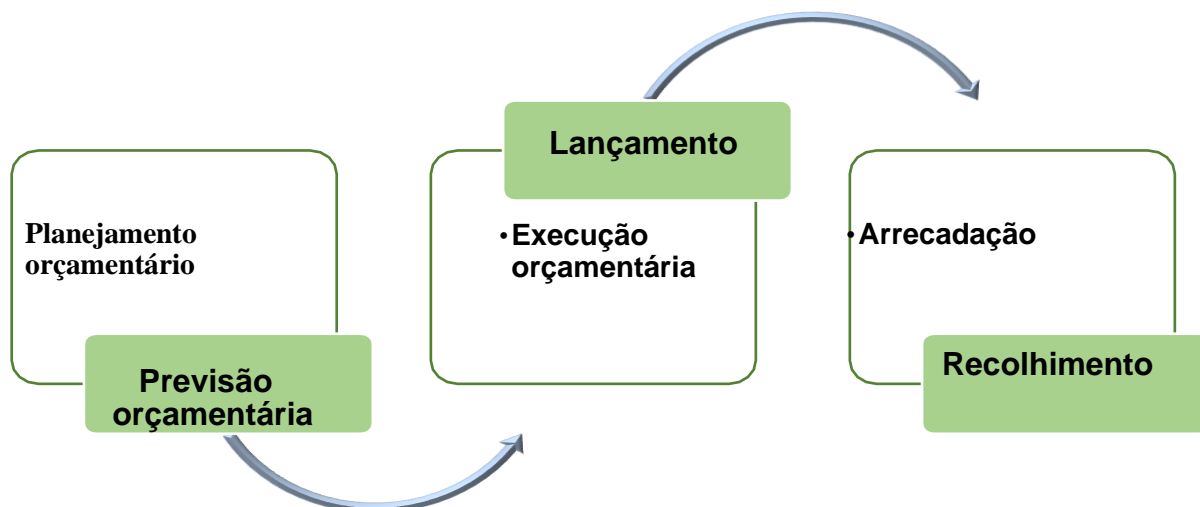 Planejamento
orçamentário
Previsão
orçamentária
Lançamento
•Execução
orçamentária
•Arrecadação
Recolhimento